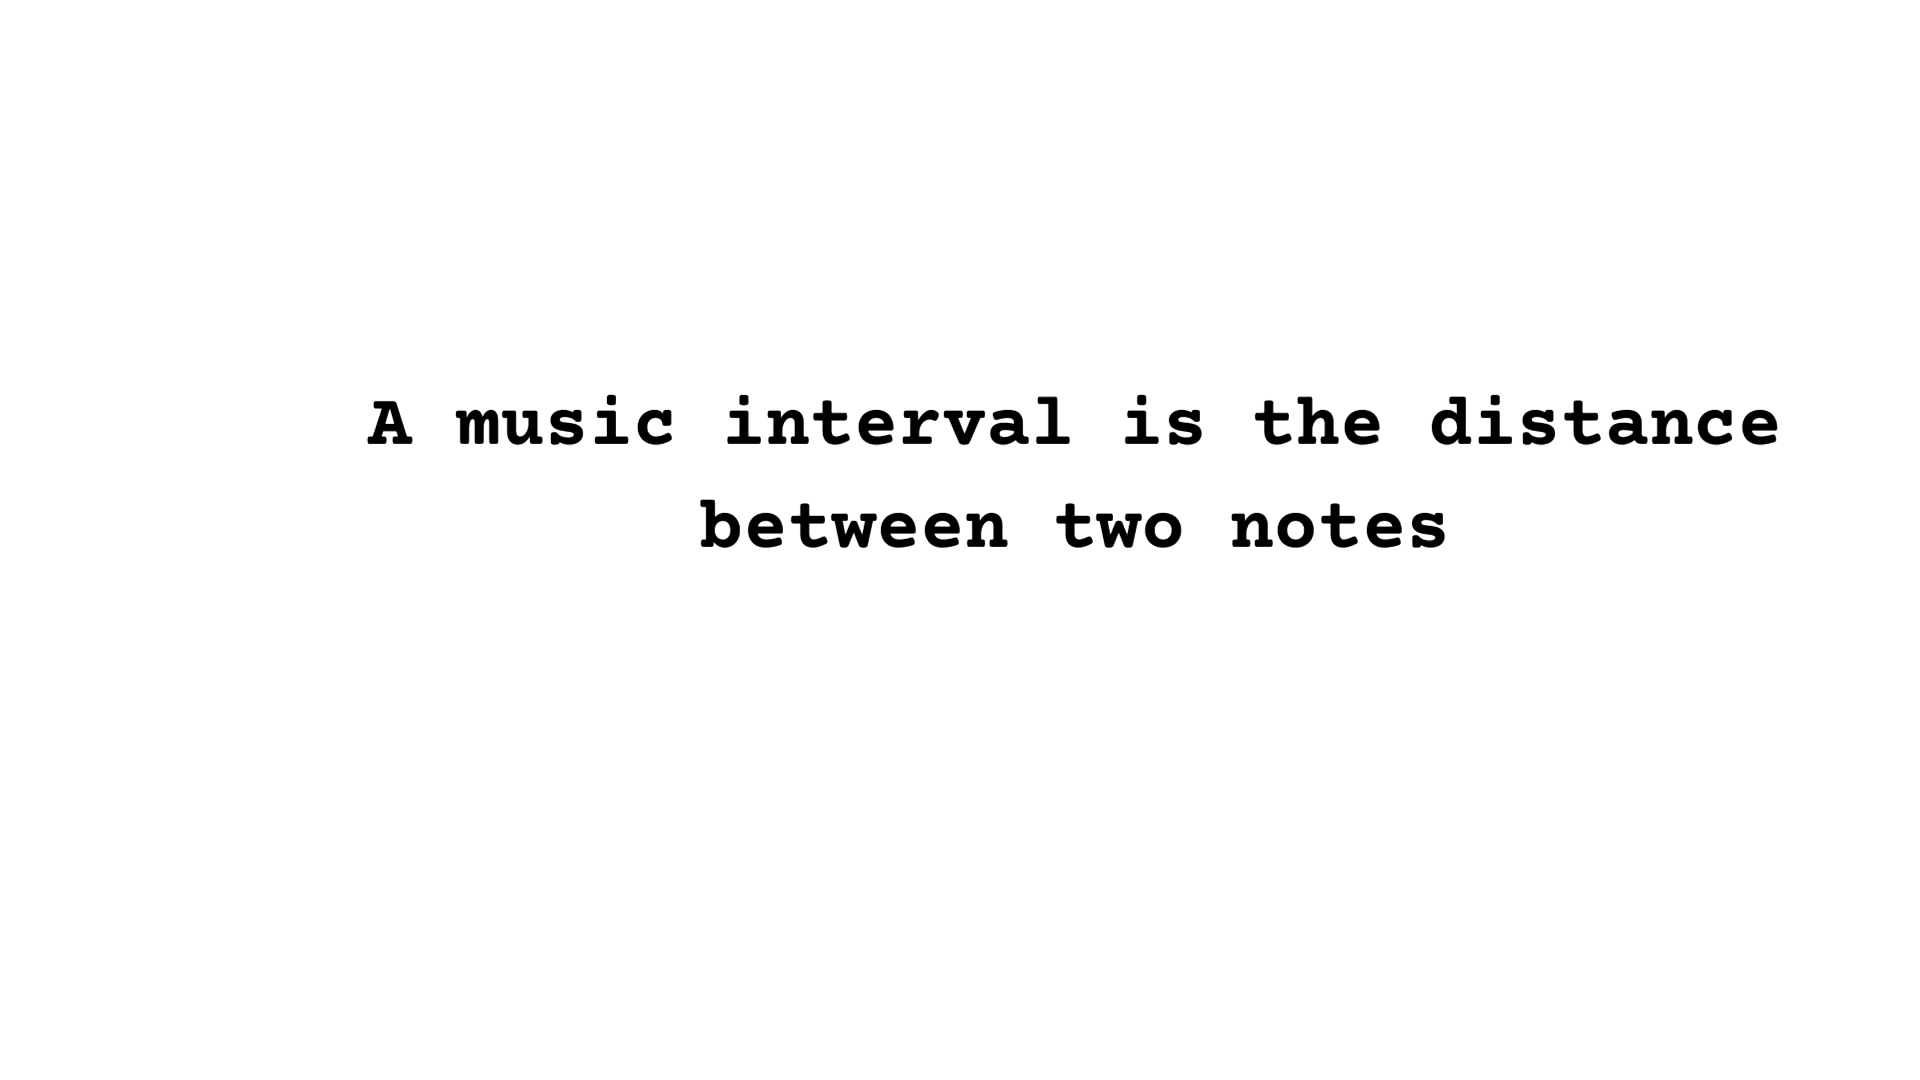 A music interval is the distance
between two notes